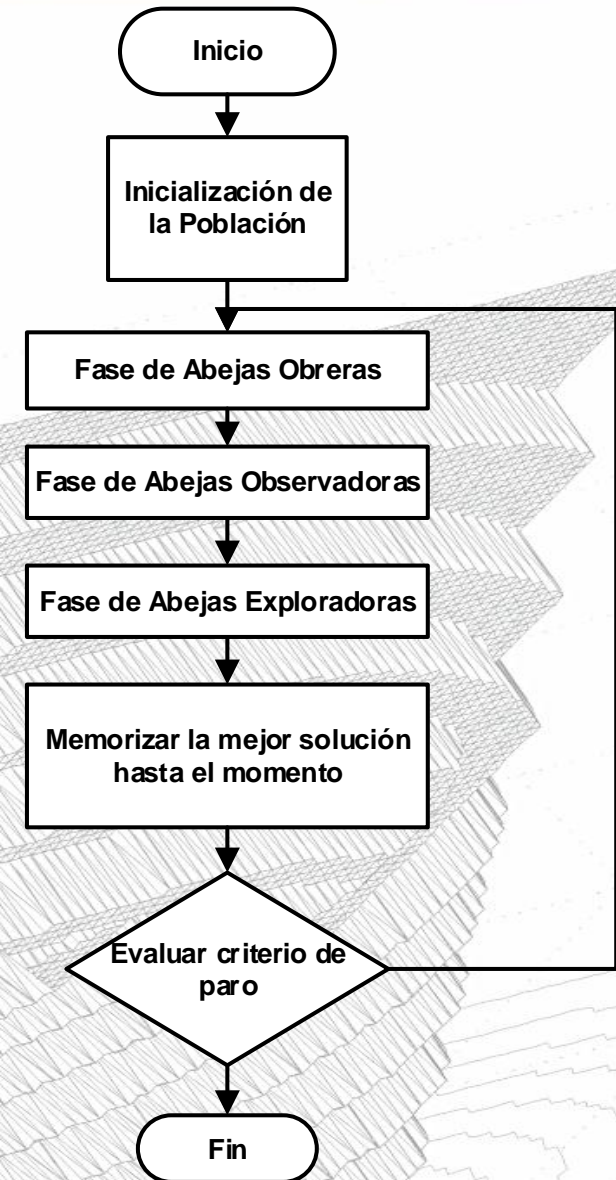 Inicio
Inicialización de
la Población
Fase de Abejas Obreras
Fase de Abejas Observadoras
Fase de Abejas Exploradoras
Memorizar la mejor solución
hasta el momento
Evaluar criterio de
paro
Fin